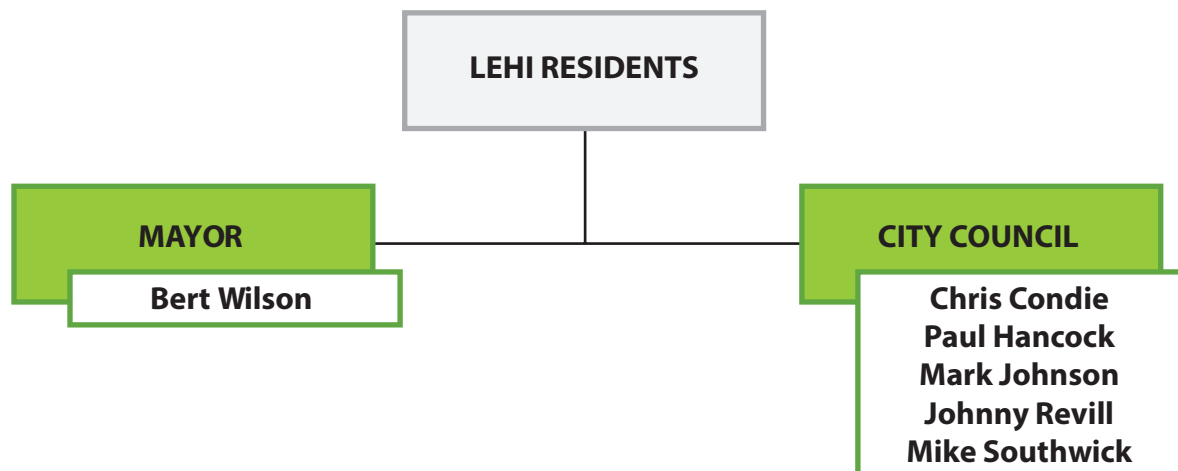 LEHI RESIDENTS
MAYOR
Bert Wilson
CITY COUNCIL
Chris Condie
Paul Hancock
Mark Johnson
Johnny Revill
Mike Southwick